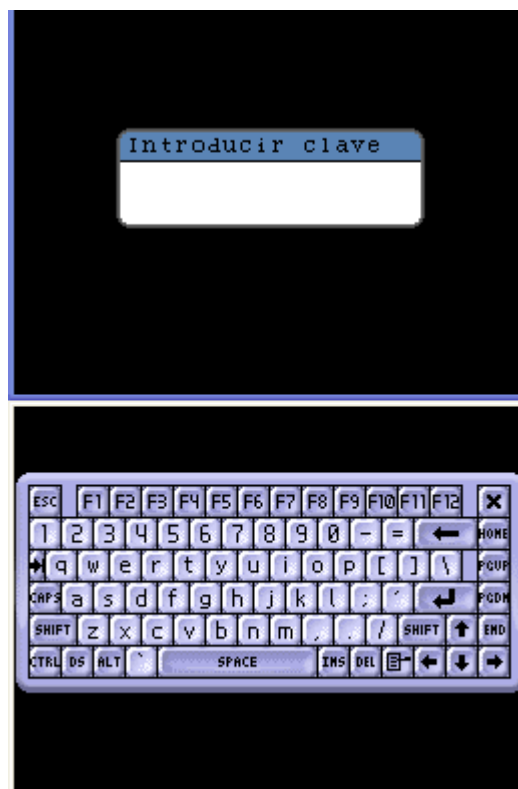 Introducir clave
ESC F1 F2 F3 F4 F5 F6 F7 F8 F9 F10 F11 F12
1 2 3 4 5 6 7 8 9 0 - = HOME
q w e r t y u i o p [ ] \ PGUP
CAPS a s d f g h j k l ; ´ PGDN
SHIFT z x c v b n m , . / SHIFT END
CTRL DS ALT ` SPACE INS DEL